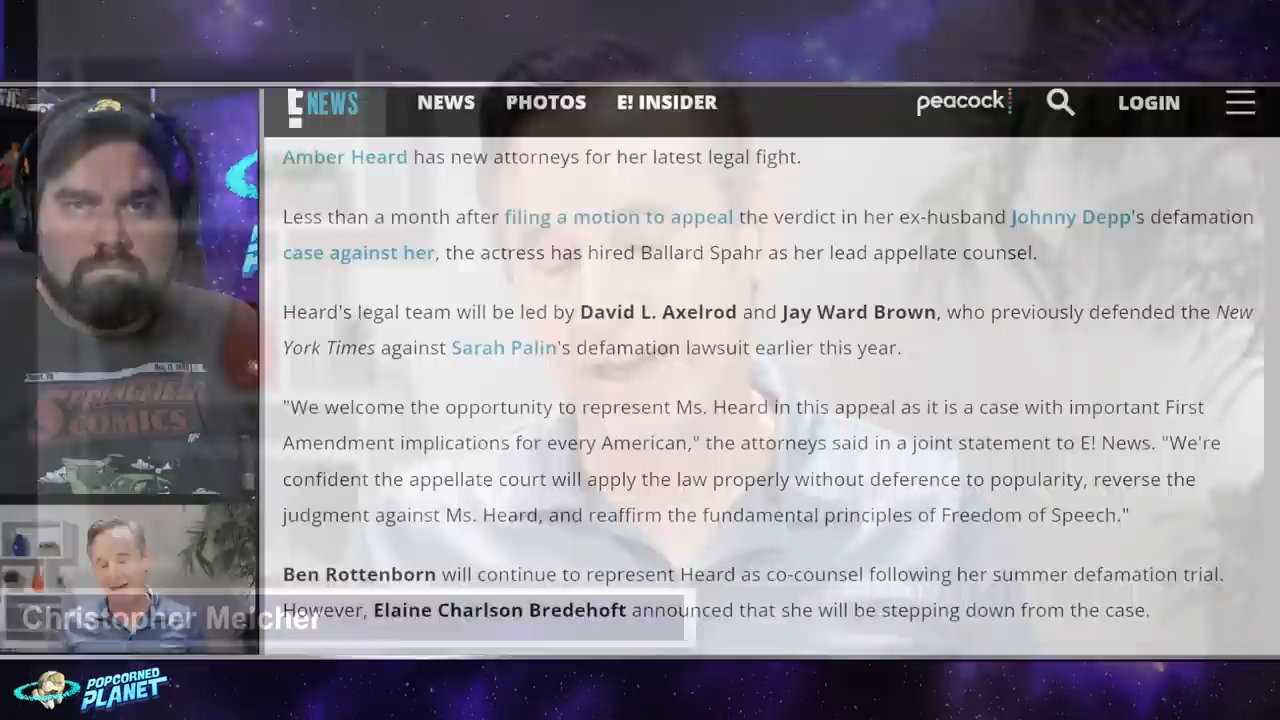 E! NEWS
NEWS
PHOTOS
E! INSIDER
peacock
LOGIN
Amber Heard has new attorneys for her latest legal fight.
Less than a month after filing a motion to appeal the verdict in her ex-husband Johnny Depp's defamation
case against her, the actress has hired Ballard Spahr as her lead appellate counsel.
Heard's legal team will be led by David L. Axelrod and Jay Ward Brown, who previously defended the New
York Times against Sarah Palin's defamation lawsuit earlier this year.
"We welcome the opportunity to represent Ms. Heard in this appeal as it is a case with important First
Amendment implications for every American," the attorneys said in a joint statement to E! News. "We're
confident the appellate court will apply the law properly without deference to popularity, reverse the
judgment against Ms. Heard, and reaffirm the fundamental principles of Freedom of Speech."
Ben Rottenborn will continue to represent Heard as co-counsel following her summer defamation trial.
However, Elaine Charlson Bredehoft announced that she will be stepping down from the case.
COMICS
Christopher Melcher
POPCORNED
PLANET